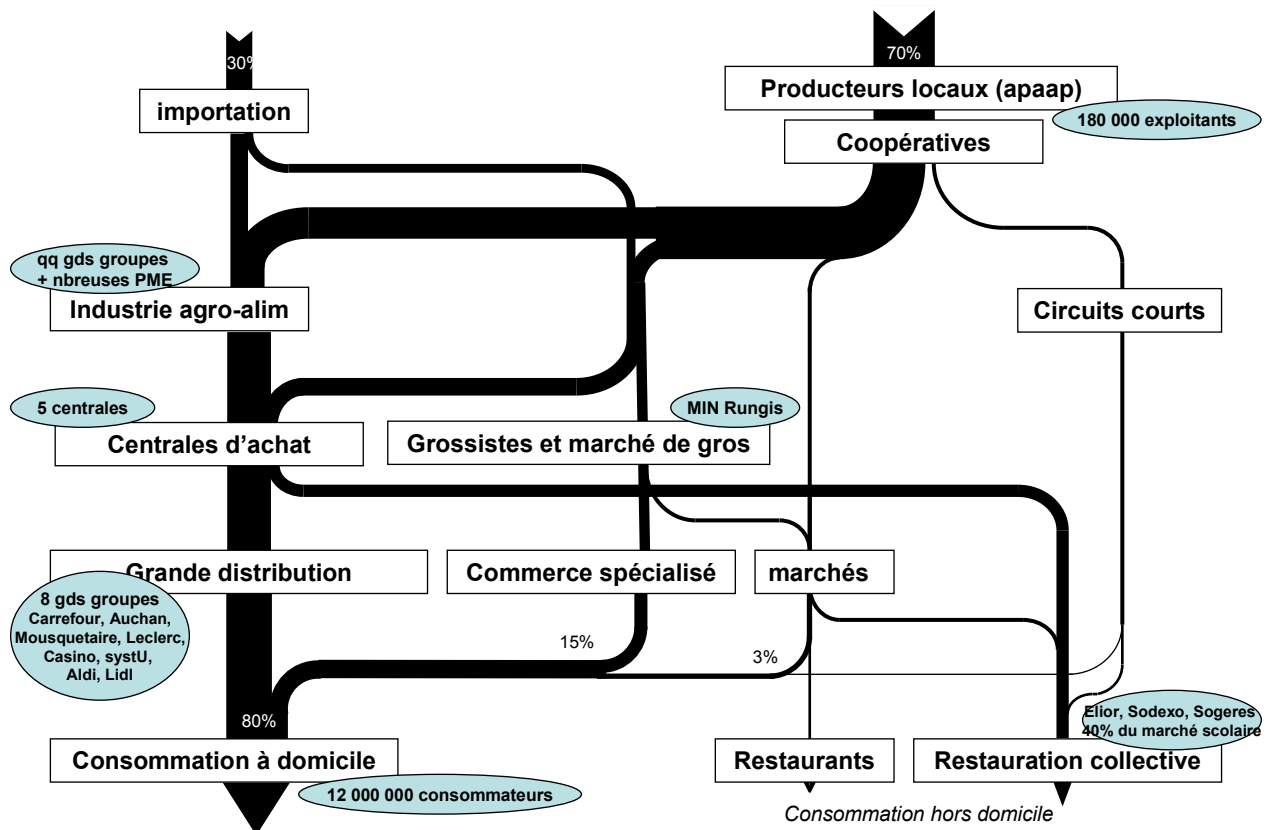 30%
70%
Producteurs locaux (apaap)
importation
180 000 exploitants
Coopératives
qq gds groupes
+ nbreuses PME
Industrie agro-alim
Circuits courts
5 centrales
MIN Rungis
Centrales d’achat
Grossistes et marché de gros
Grande distribution
Commerce spécialisé
marchés
8 gds groupes
Carrefour, Auchan,
Mousquetaire, Leclerc,
Casino, systU,
Aldi, Lidl
15%
3%
80%
Elior, Sodexo, Sogeres
40% du marché scolaire
Consommation à domicile
Restaurants
Restauration collective
12 000 000 consommateurs
Consommation hors domicile